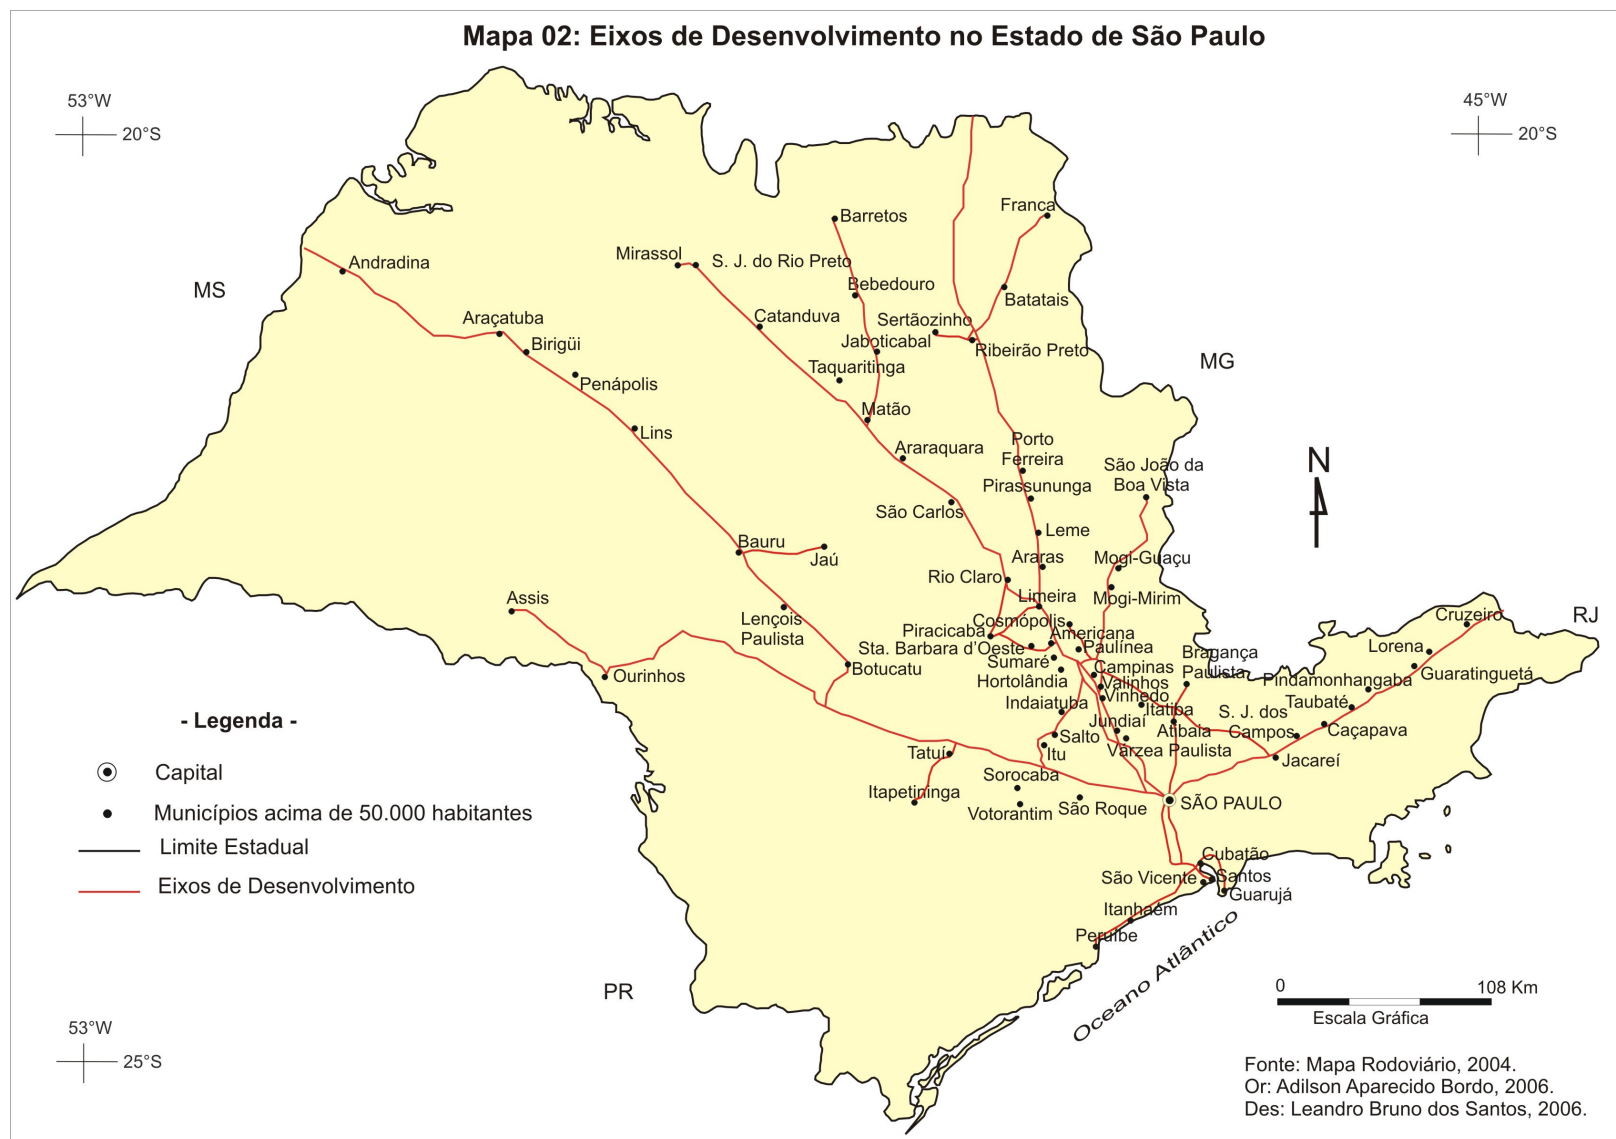 Mapa 02: Eixos de Desenvolvimento no Estado de São Paulo
53°W
20°S
45°W
20°S
Barretos
Franca
Mirassol
S. J. do Rio Preto
Andradina
MS
Bebedouro
Batatais
Araçatuba
Catanduva
Sertãozinho
Birigüi
Jaboticabal
Ribeirão Preto
MG
Taquaritinga
Penápolis
Matão
Lins
Araraquara
Porto
Ferreira
São João da
Boa Vista
N
Pirassununga
São Carlos
Leme
Bauru
Jaú
Araras
Mogi-Guaçu
Rio Claro
Limeira
Mogi-Mirim
Assis
Lençois
Paulista
Cosmópolis
Piracicaba
Americana
Cruzeiro
RJ
Sta. Barbara d'Oeste
Paulínea
Bragança
Paulista
Lorena
Sumaré
Campinas
Botucatu
Ourinhos
Hortolândia
Valinhos
Pindamonhangaba
Guaratinguetá
Vinhedo
Indaiatuba
Itatiba
Taubaté
S. J. dos
Campos
Jundiaí
Atibaia
Caçapava
Salto
Itu
Várzea Paulista
Tatuí
Jacareí
Sorocaba
Itapetininga
Votorantim
São Roque
SÃO PAULO
- Legenda -
Capital
Municípios acima de 50.000 habitantes
Limite Estadual
Eixos de Desenvolvimento
Cubatão
São Vicente
Santos
Guarujá
Itanhaém
Peruíbe
Oceano Atlântico
PR
0
108 Km
Escala Gráfica
53°W
25°S
Fonte: Mapa Rodoviário, 2004.
Or: Adilson Aparecido Bordo, 2006.
Des: Leandro Bruno dos Santos, 2006.